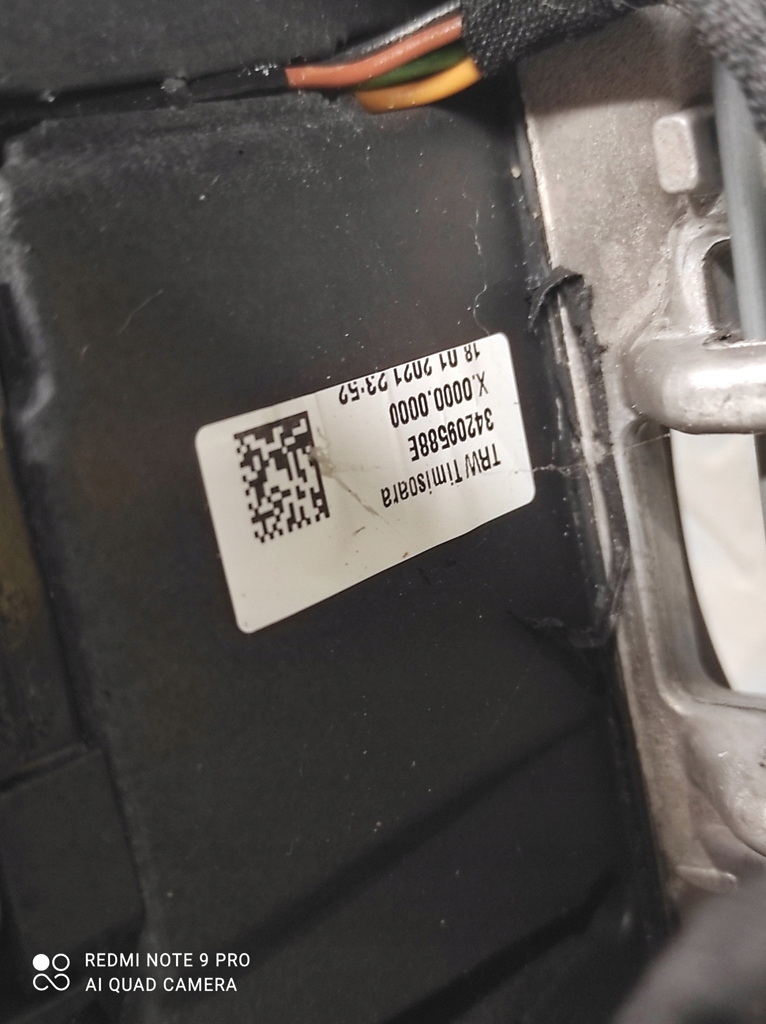 TRW Timisoara
34209588E
X.0000.0000
18 01 2021 23:52
REDMI NOTE 9 PRO
AI QUAD CAMERA